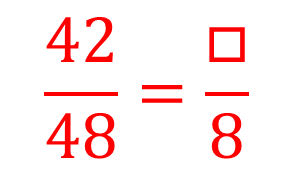 42/48 = □/8